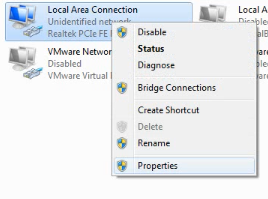 Local Area Connection
Unidentified network
Realtek PCIe FE
Local A
Disable
VMware Network
Disabled
VMware Virtual
Disable
Status
Diagnose
Bridge Connections
Create Shortcut
Delete
Rename
Properties